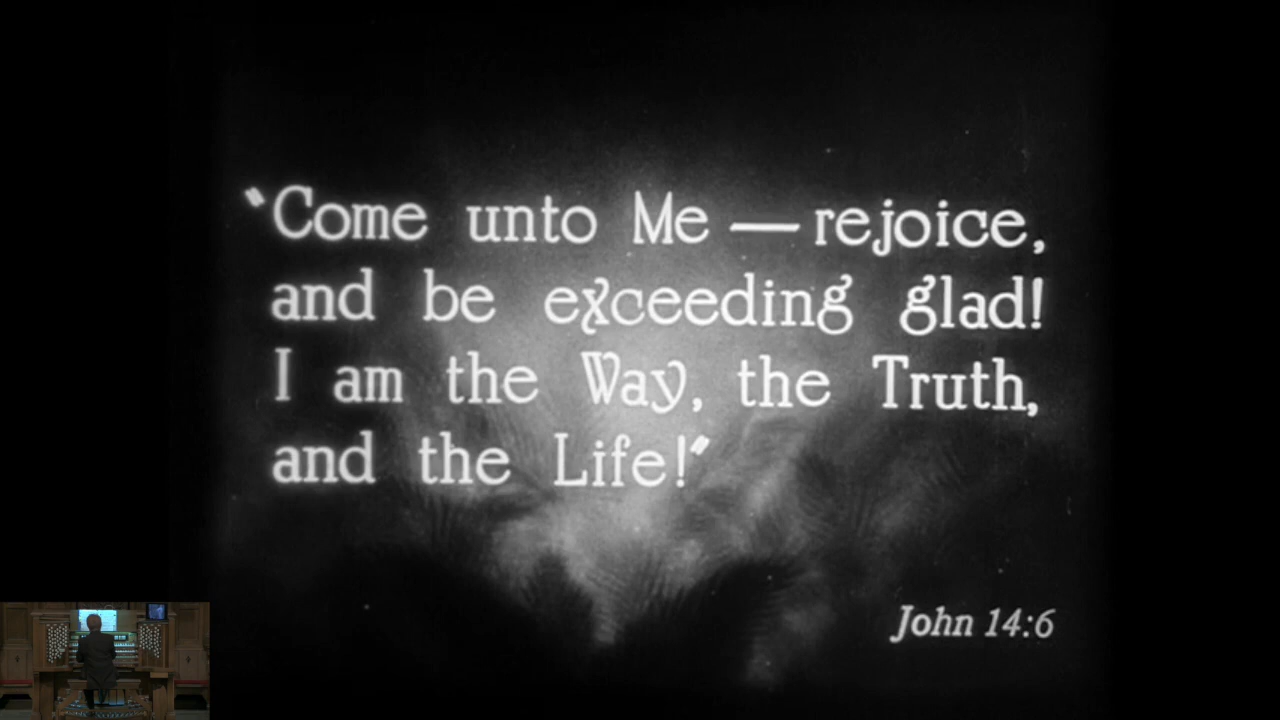 “Come unto Me — rejoice,
and be exceeding glad!
I am the Way, the Truth,
and the Life!”
John 14:6